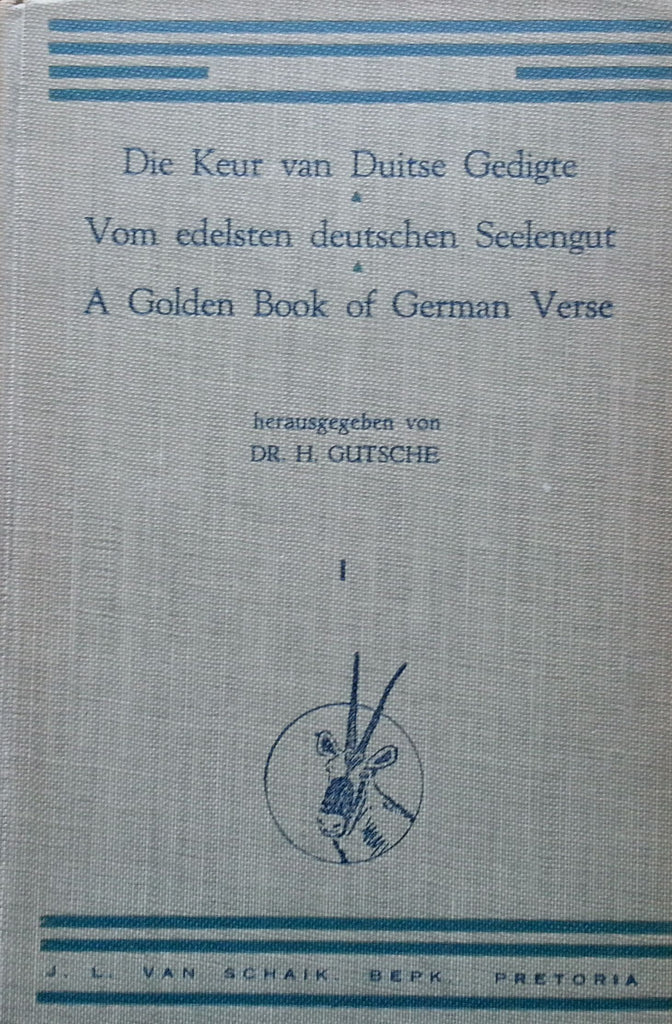 Die Keur van Duitse Gedigte
Vom edelsten deutschen Seelengut
A Golden Book of German Verse
herausgegeben von
DR. H. GUTSCHE
I
J. L. VAN SCHAIK. BEPK. PRETORIA